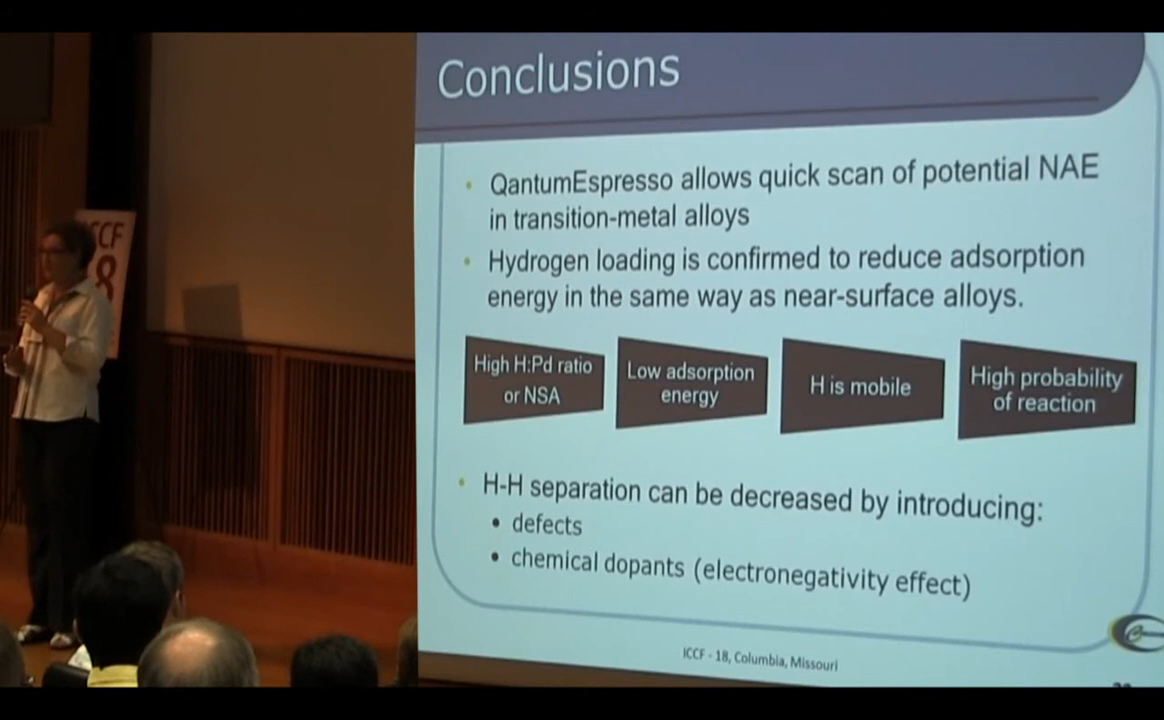 Conclusions
QantumEspresso allows quick scan of potential NAE
in transition-metal alloys
Hydrogen loading is confirmed to reduce adsorption
energy in the same way as near-surface alloys.
High H:Pd ratio
or NSA
Low adsorption
energy
H is mobile
High probability
of reaction
H-H separation can be decreased by introducing:
• defects
• chemical dopants (electronegativity effect)
ICCF - 18, Columbia, Missouri
CCF
8